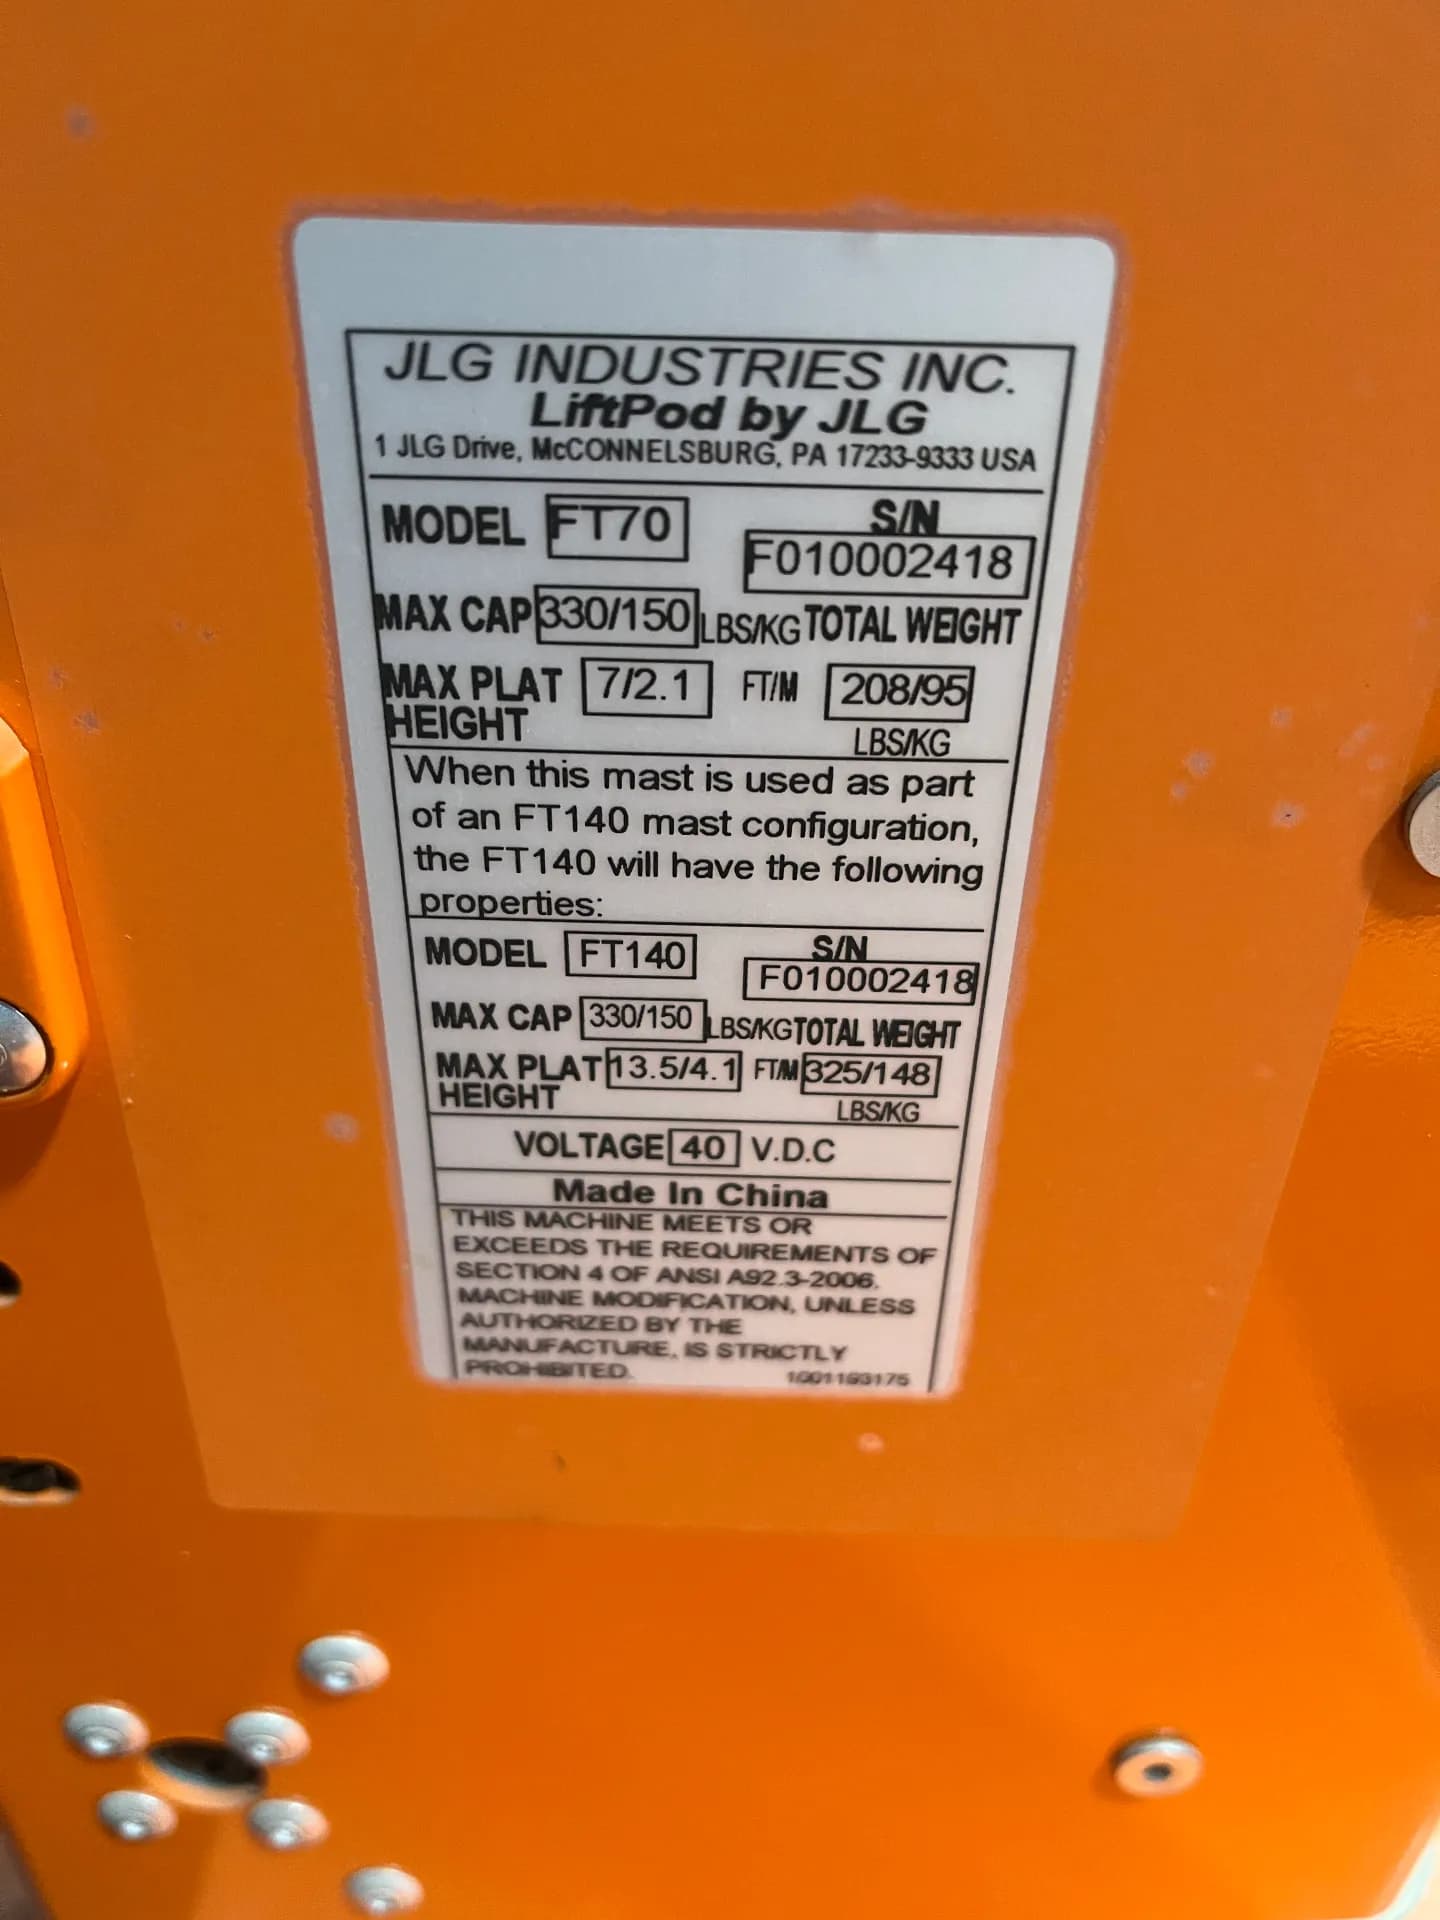 JLG INDUSTRIES INC.
LiftPod by JLG
1 JLG Drive, McCONNELSBURG, PA 17233-9333 USA
MODEL FT70 S/N
F010002418
MAX CAP 330/150 LBS/KG TOTAL WEIGHT
MAX PLAT 7/2.1 FT/M 208/95
HEIGHT LBS/KG
When this mast is used as part
of an FT140 mast configuration,
the FT140 will have the following
properties:
MODEL FT140 S/N
F010002418
MAX CAP 330/150 LBS/KG TOTAL WEIGHT
MAX PLAT 13.5/4.1 FT/M 325/148
HEIGHT LBS/KG
VOLTAGE 40 V.D.C
Made In China
THIS MACHINE MEETS OR
EXCEEDS THE REQUIREMENTS OF
SECTION 4 OF ANSI A92.3-2006.
MACHINE MODIFICATION, UNLESS
AUTHORIZED BY THE
MANUFACTURE, IS STRICTLY
PROHIBITED. 1001193175